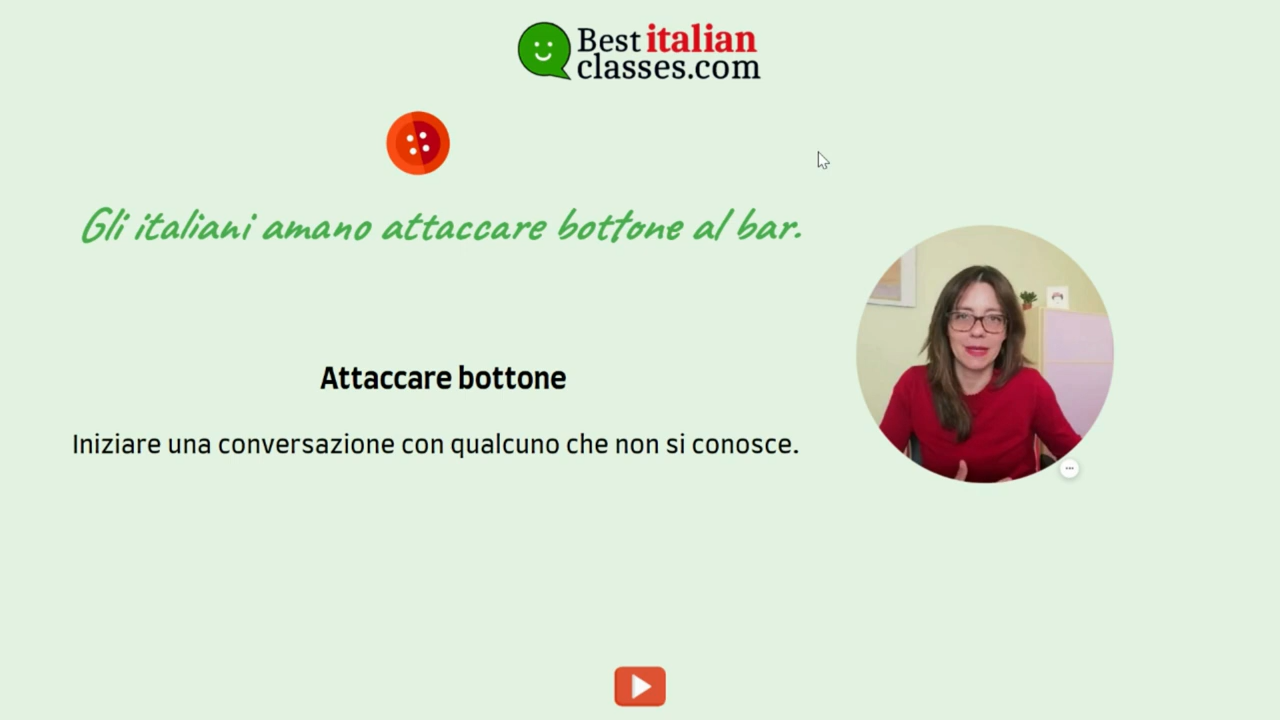 Best italian
classes.com
Gli italiani amano attaccare bottone al bar.
Attaccare bottone
Iniziare una conversazione con qualcuno che non si conosce.